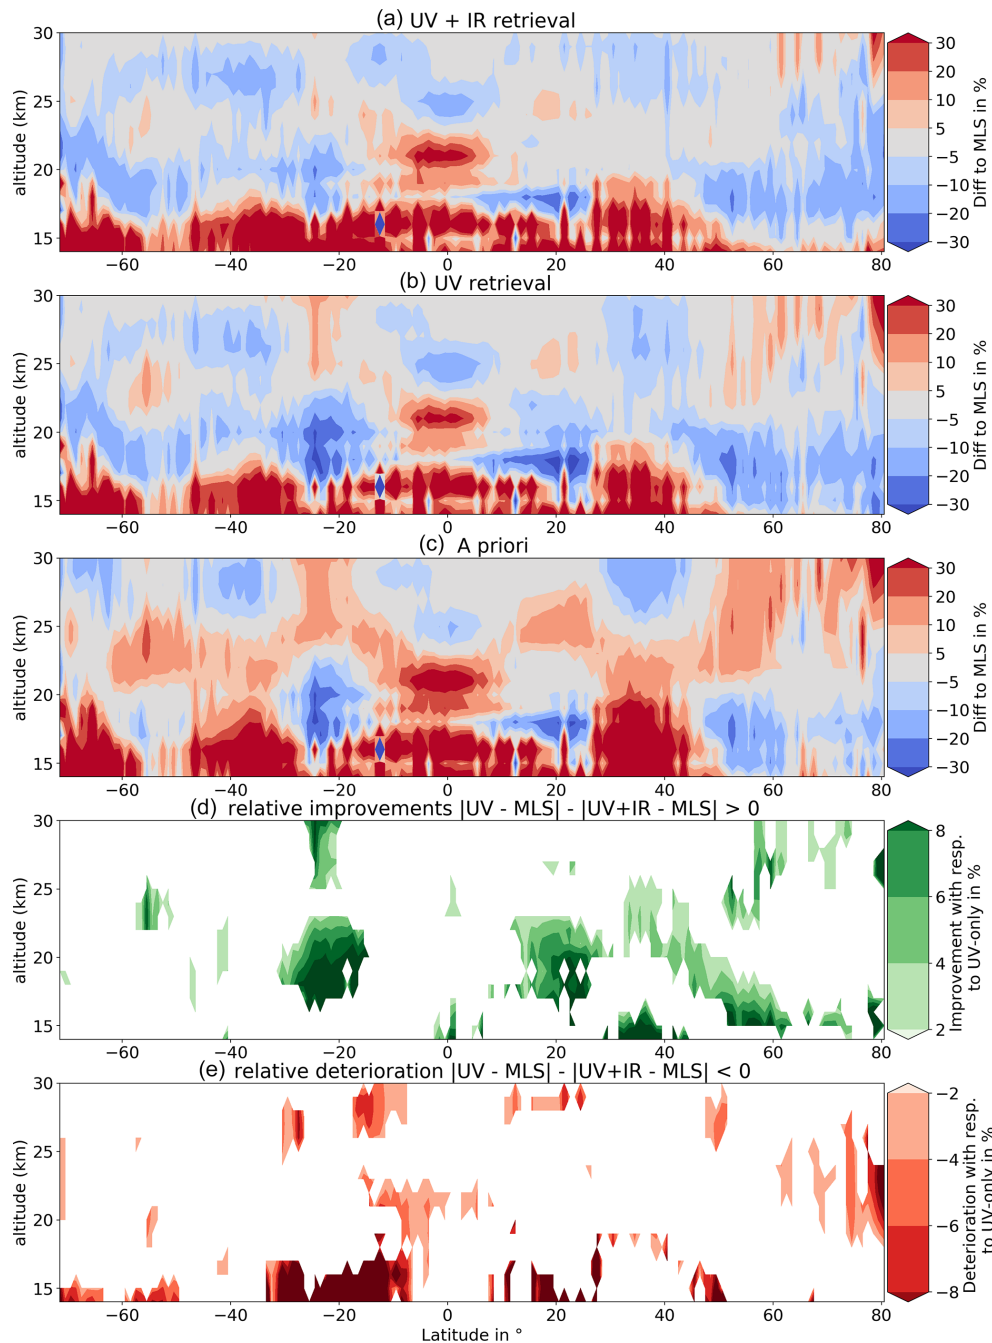 (a) UV + IR retrieval
30
25
20
15
altitude (km)
−60 −40 −20 0 20 40 60 80
30
20
10
5
−5
−10
−20
−30
Diff to MLS in %
(b) UV retrieval
30
25
20
15
altitude (km)
−60 −40 −20 0 20 40 60 80
30
20
10
5
−5
−10
−20
−30
Diff to MLS in %
(c) A priori
30
25
20
15
altitude (km)
−60 −40 −20 0 20 40 60 80
30
20
10
5
−5
−10
−20
−30
Diff to MLS in %
(d) relative improvements |UV - MLS| - |UV+IR - MLS| > 0
30
25
20
15
altitude (km)
−60 −40 −20 0 20 40 60 80
8
6
4
2
Improvement with resp.
to UV-only in %
(e) relative deterioration |UV - MLS| - |UV+IR - MLS| < 0
30
25
20
15
altitude (km)
−60 −40 −20 0 20 40 60 80
Latitude in °
−2
−4
−6
−8
Deterioration with resp.
to UV-only in %